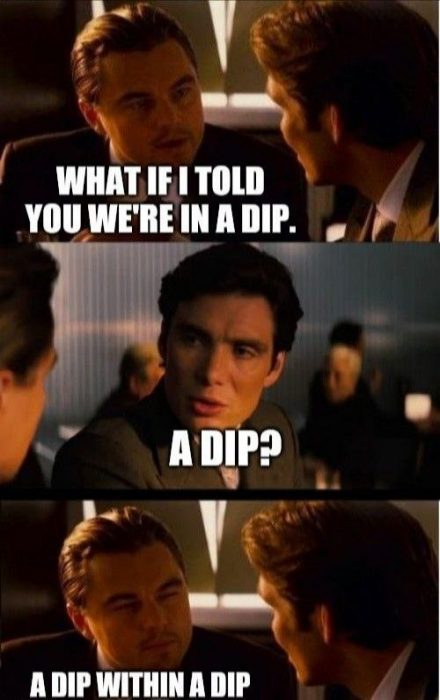 WHAT IF I TOLD
YOU WE'RE IN A DIP.
A DIP?
A DIP WITHIN A DIP